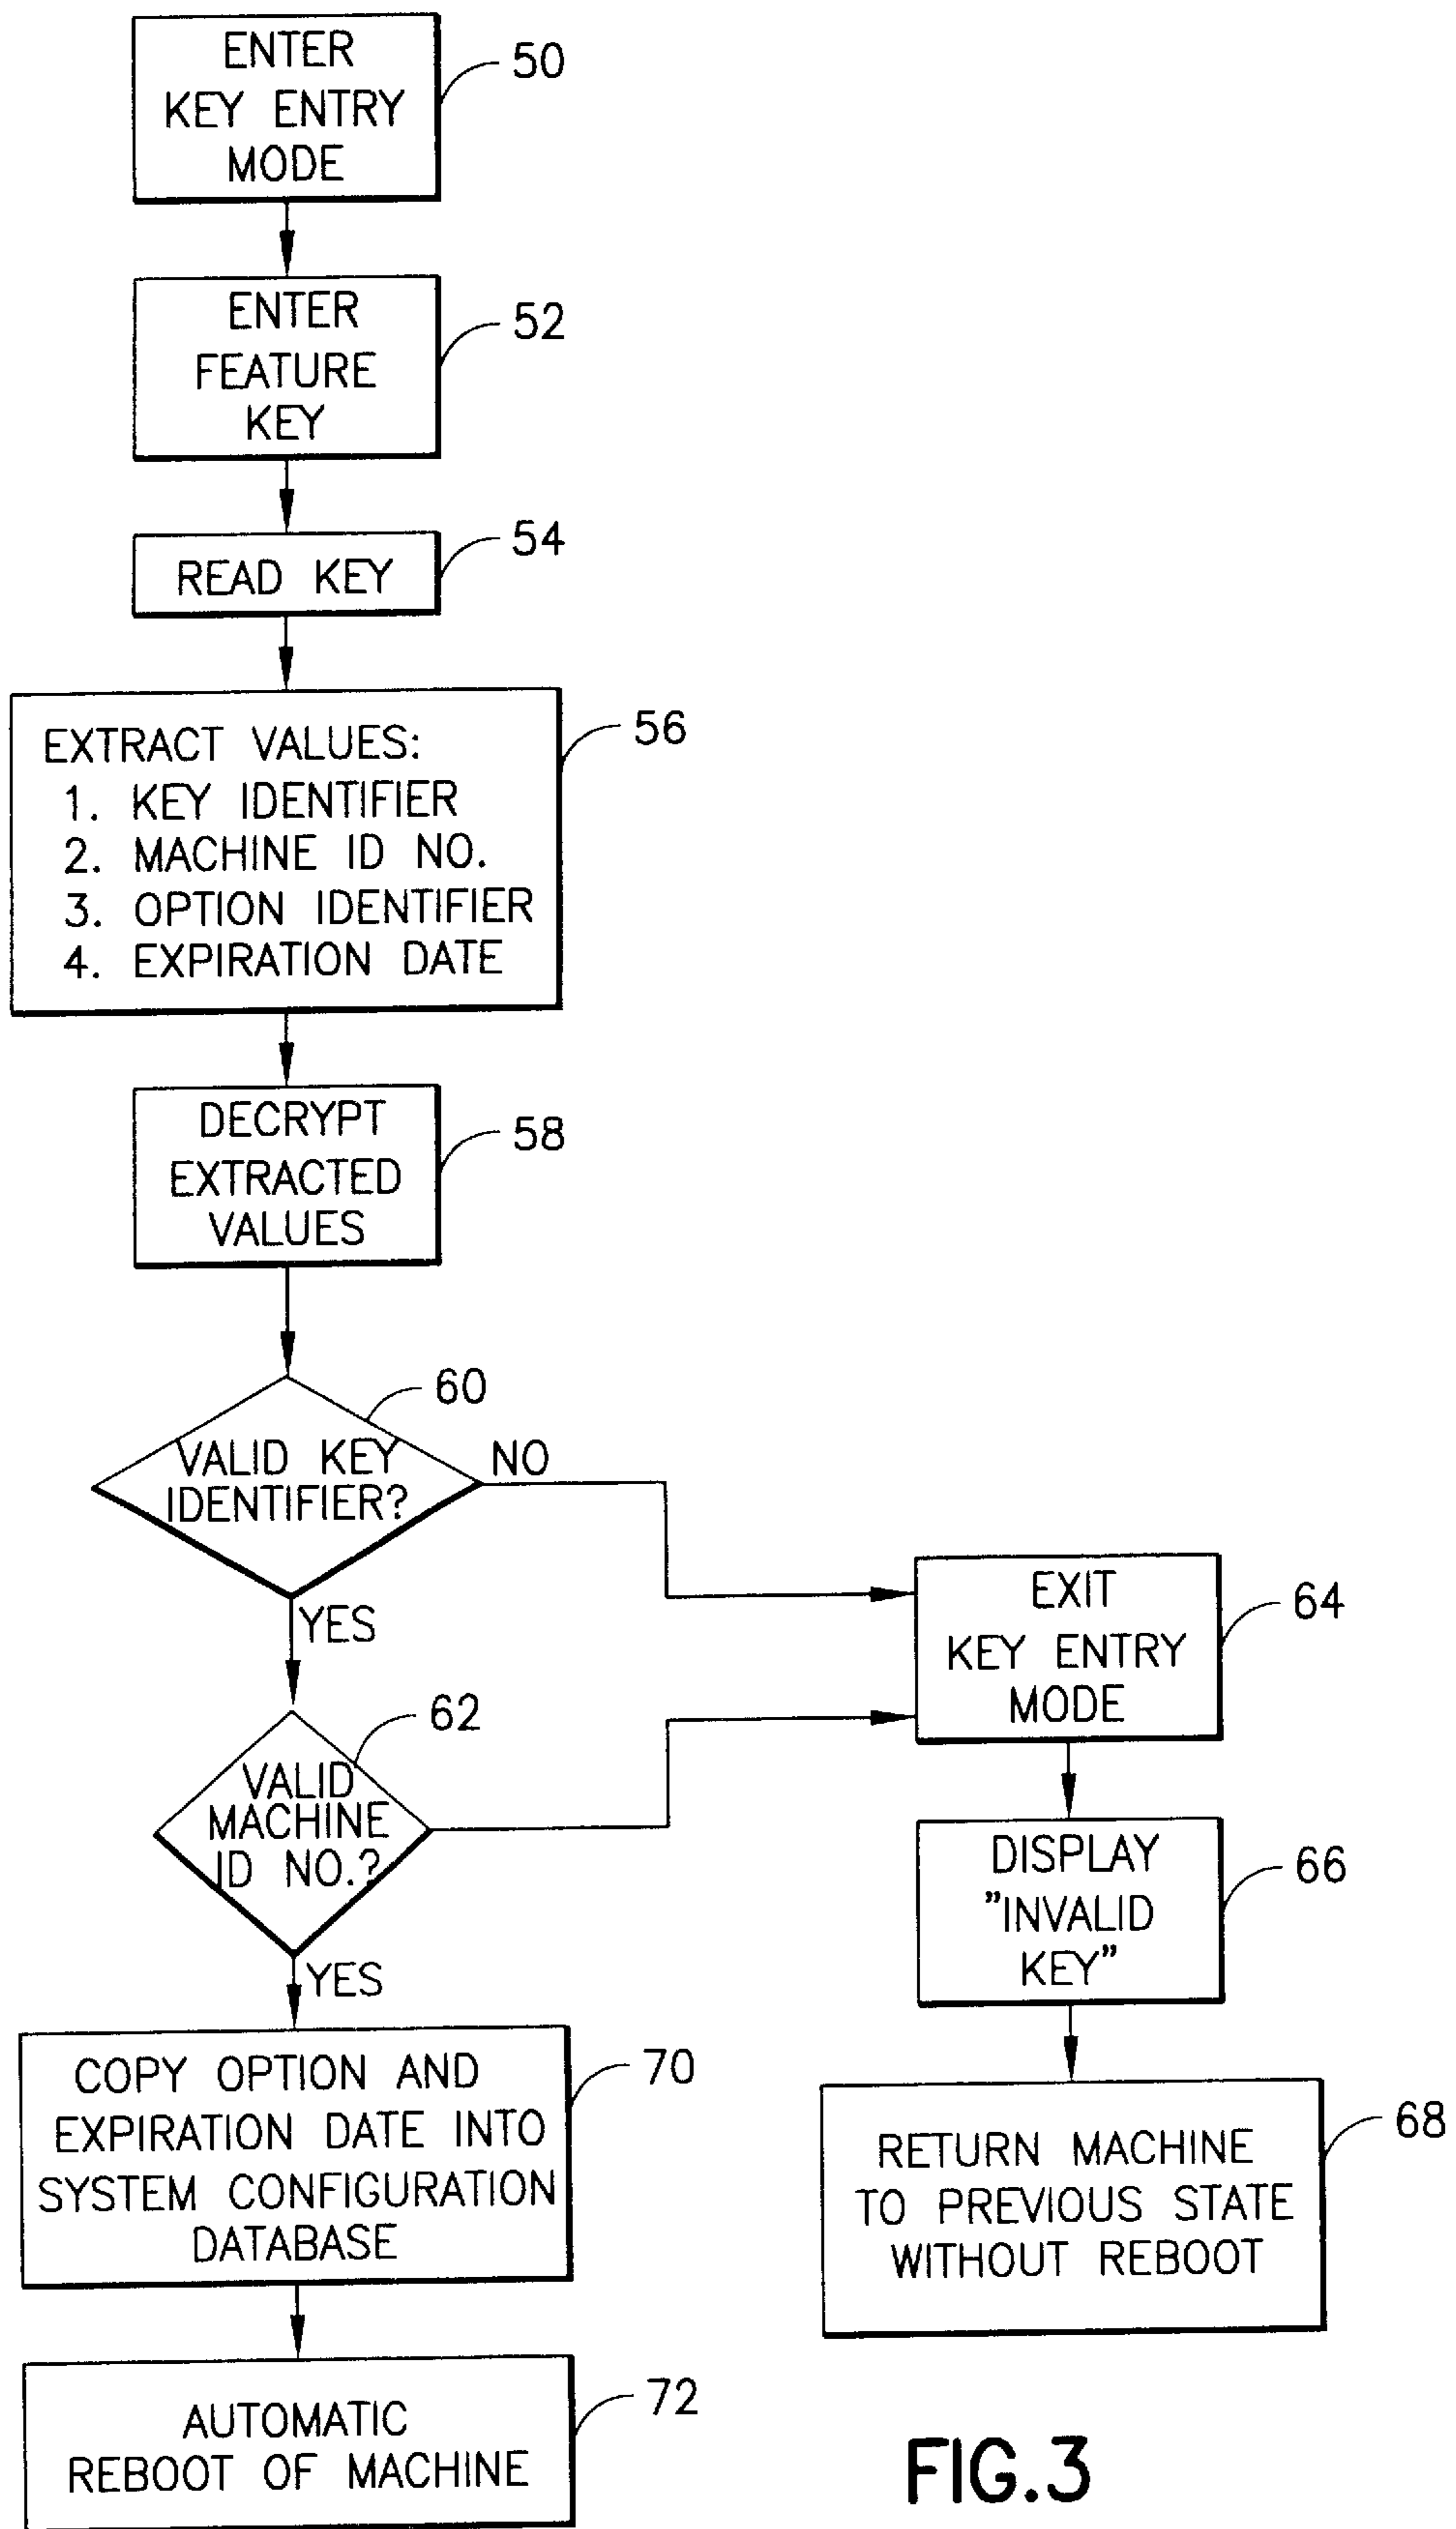 ENTER
KEY ENTRY
MODE
50
ENTER
FEATURE
KEY
52
READ KEY
54
EXTRACT VALUES:
1. KEY IDENTIFIER
2. MACHINE ID NO.
3. OPTION IDENTIFIER
4. EXPIRATION DATE
56
DECRYPT
EXTRACTED
VALUES
58
VALID KEY
IDENTIFIER?
60
NO
YES
VALID
MACHINE
ID NO.?
62
YES
EXIT
KEY ENTRY
MODE
64
DISPLAY
"INVALID
KEY"
66
RETURN MACHINE
TO PREVIOUS STATE
WITHOUT REBOOT
68
COPY OPTION AND
EXPIRATION DATE INTO
SYSTEM CONFIGURATION
DATABASE
70
AUTOMATIC
REBOOT OF MACHINE
72
FIG.3